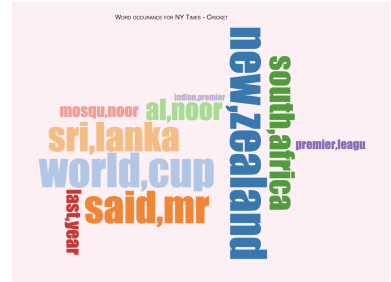 Word occurance for NY Times - Cricket
new,zealand
south,africa
indian,premier
mosqu,noor
al,noor
sri,lanka
premier,leagu
world,cup
last,year
said,mr